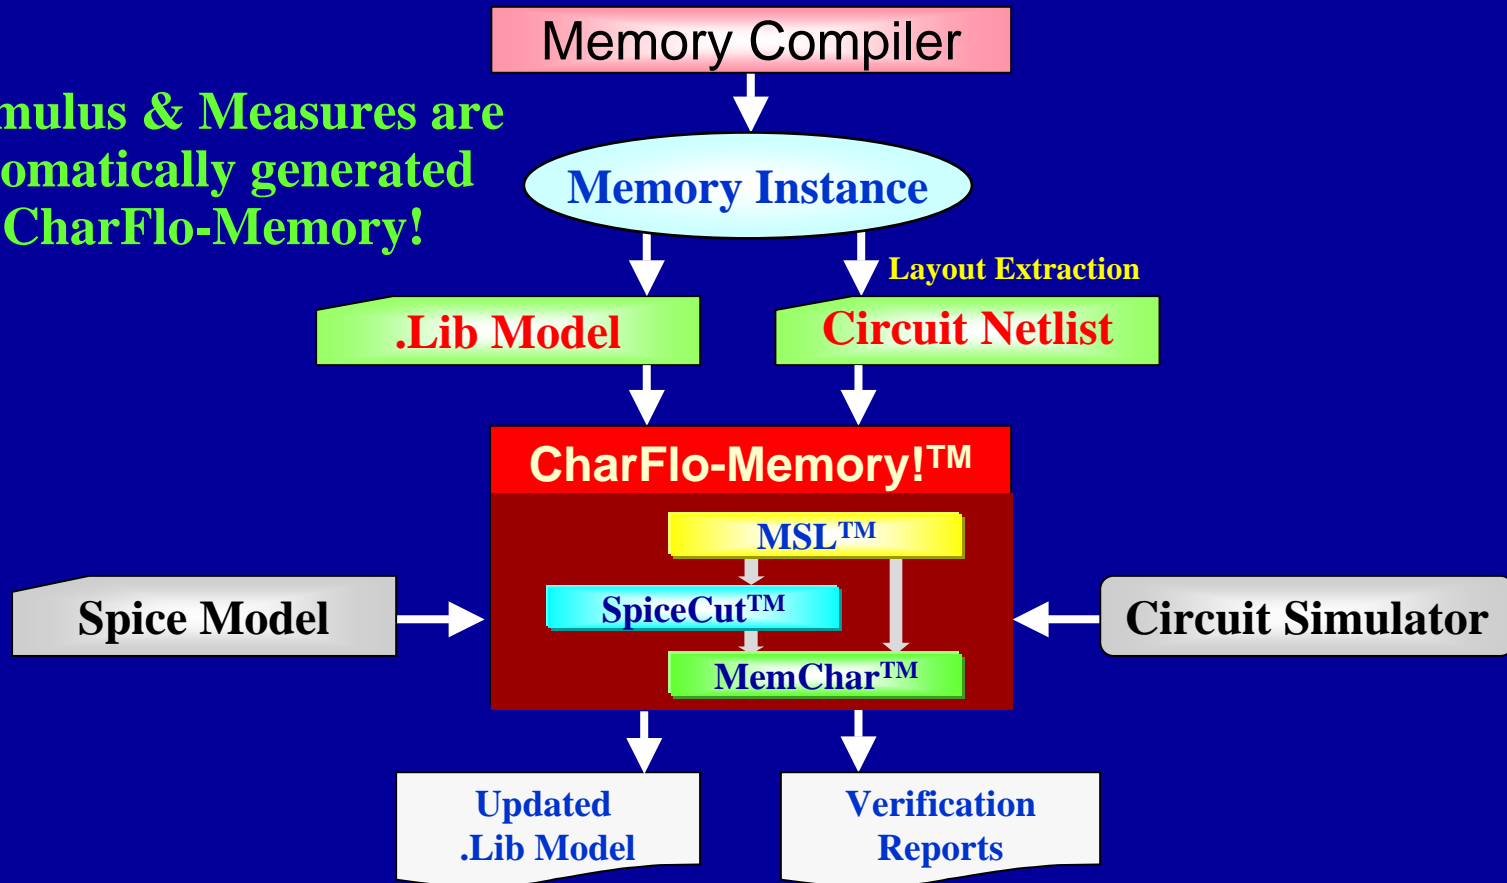 Memory Compiler
mulus & Measures are
omatically generated
CharFlo-Memory!
Memory Instance
Layout Extraction
.Lib Model
Circuit Netlist
CharFlo-Memory!TM
MSLTM
SpiceCutTM
MemCharTM
Spice Model
Circuit Simulator
Updated
.Lib Model
Verification
Reports